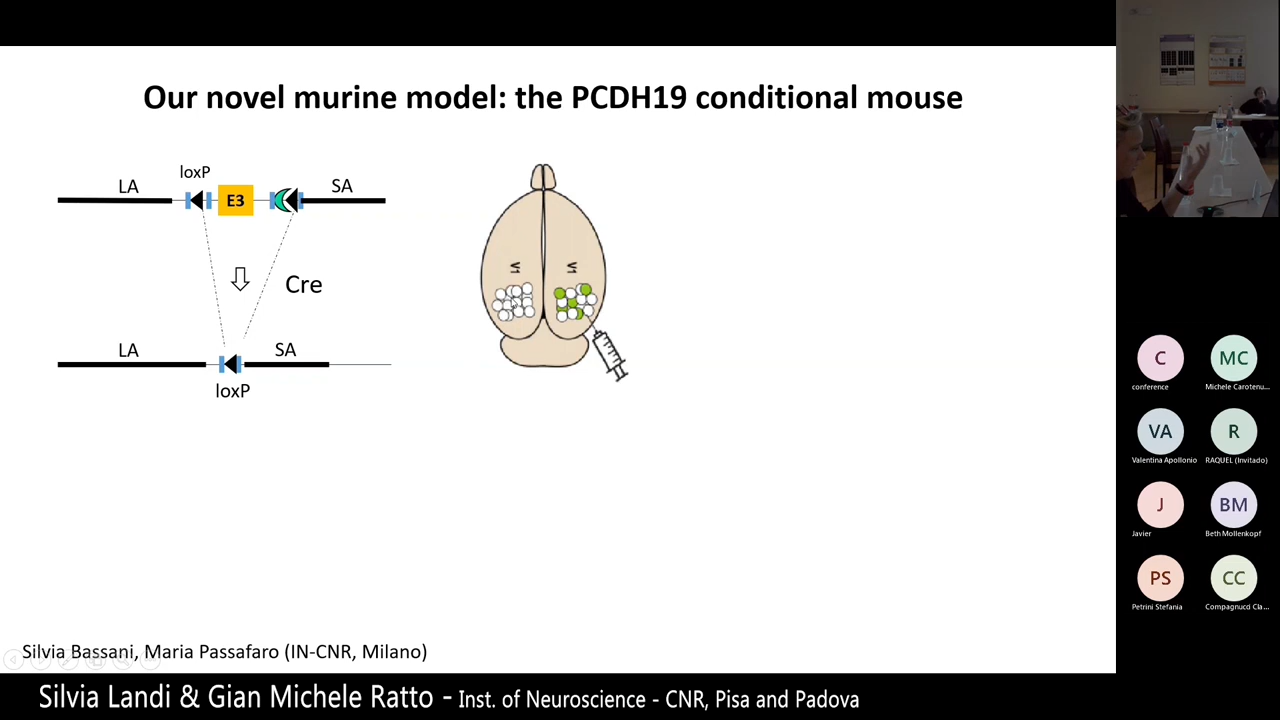 Our novel murine model: the PCDH19 conditional mouse
loxP
LA
E3
SA
Cre
LA
SA
loxP
VI
VI
Silvia Bassani, Maria Passafaro (IN-CNR, Milano)
Silvia Landi & Gian Michele Ratto - Inst. of Neuroscience - CNR, Pisa and Padova
C
MC
conference
Michele Carotenu...
VA
R
Valentina Apollonio
RAQUEL (Invitado)
J
BM
Javier
Beth Mollenkopf
PS
CC
Petrini Stefania
Compagnucci Cla...